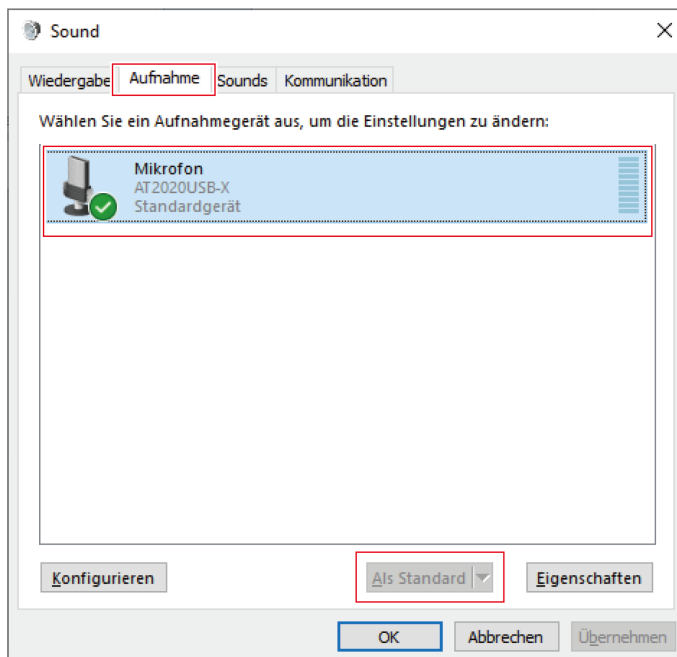 Sound
Wiedergabe Aufnahme Sounds Kommunikation
Wählen Sie ein Aufnahmegerät aus, um die Einstellungen zu ändern:
Mikrofon
AT2020USB-X
Standardgerät
Konfigurieren Als Standard Eigenschaften
OK Abbrechen Übernehmen